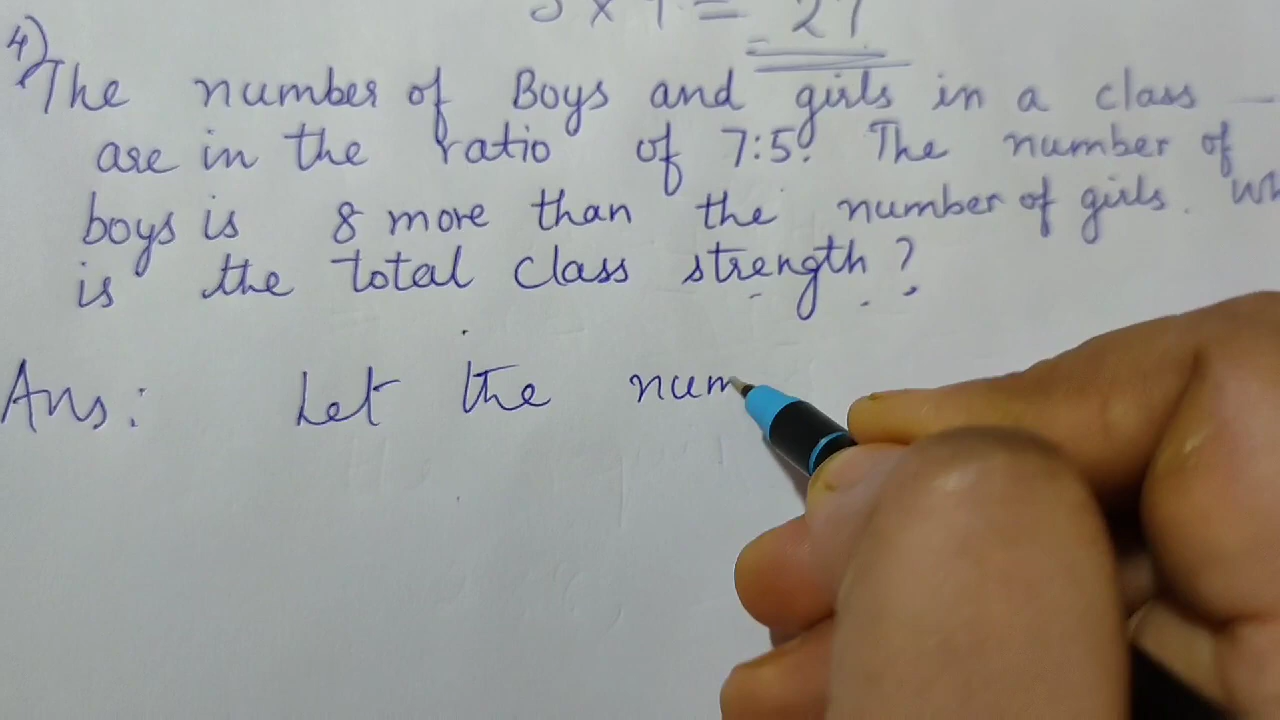 = 27
4)
The number of Boys and girls in a class
are in the ratio of 7:5. The number of
boys is 8 more than the number of girls.
is the total class strength?
Ans: Let the num